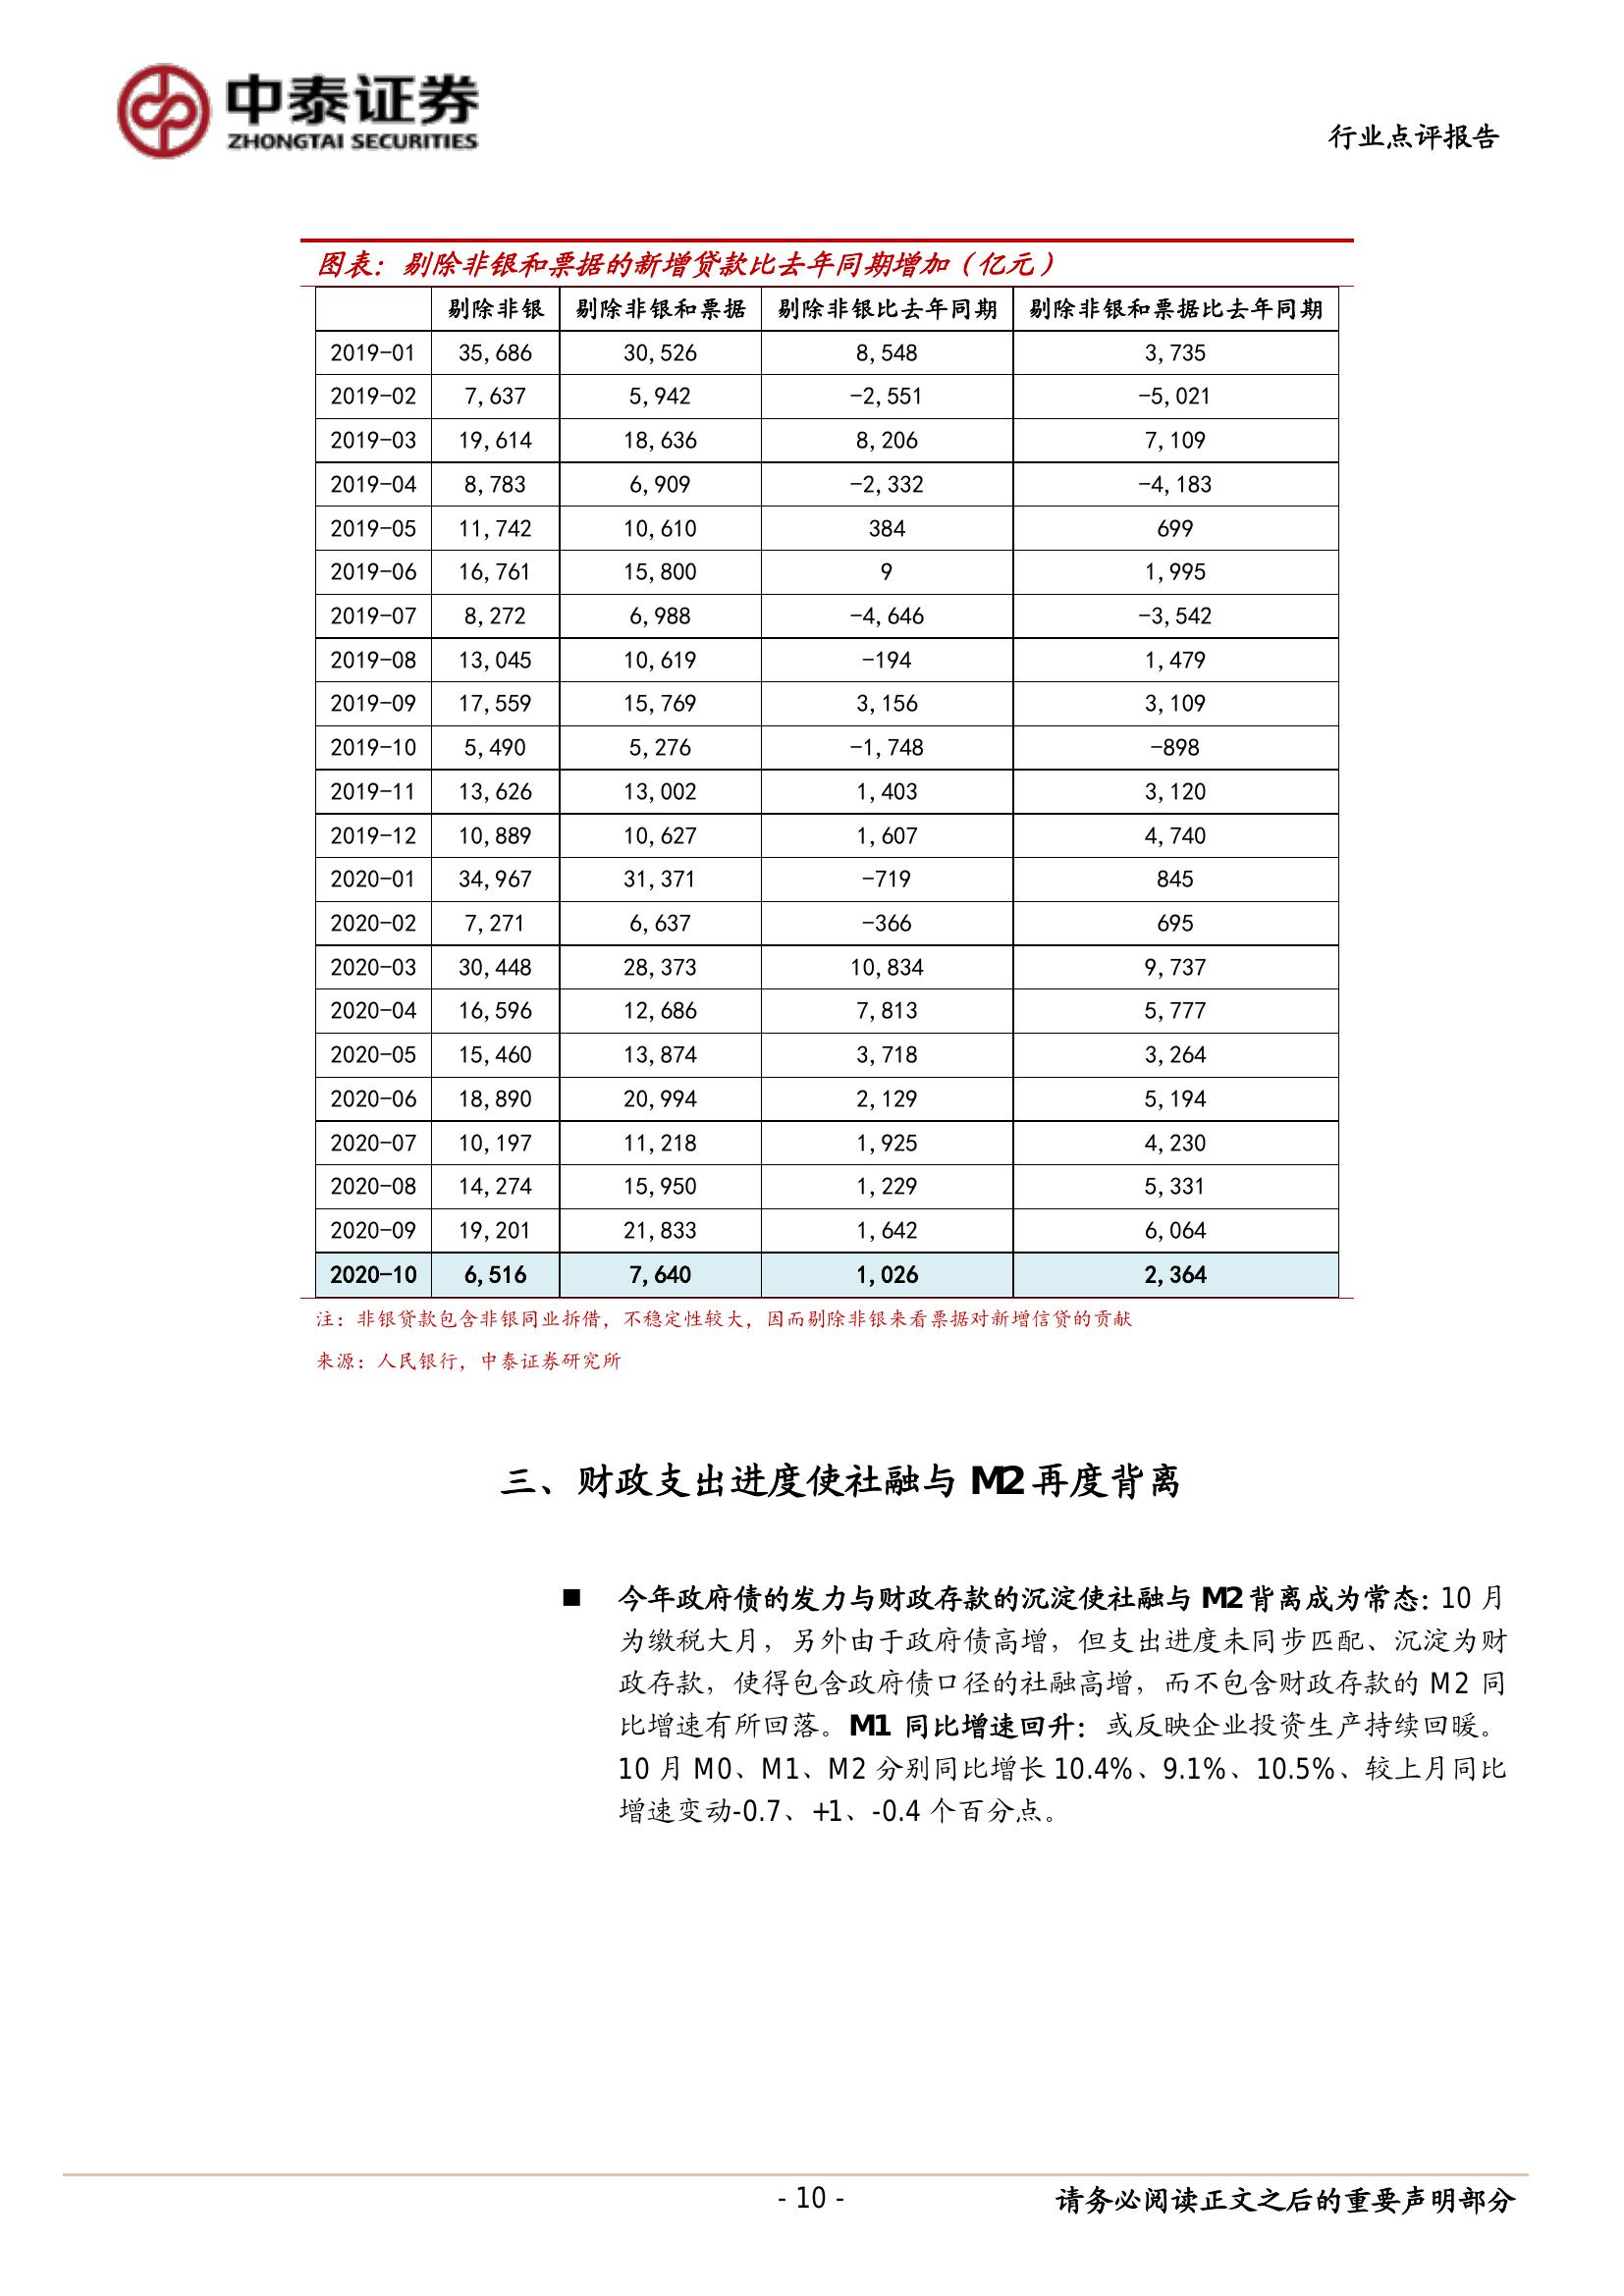 中泰证券
ZHONGTAI SECURITIES
行业点评报告
图表：剔除非银和票据的新增贷款比去年同期增加（亿元）
剔除非银 剔除非银和票据 剔除非银比去年同期 剔除非银和票据比去年同期
2019-01 35,686 30,526 8,548 3,735
2019-02 7,637 5,942 -2,551 -5,021
2019-03 19,614 18,636 8,206 7,109
2019-04 8,783 6,909 -2,332 -4,183
2019-05 11,742 10,610 384 699
2019-06 16,761 15,800 9 1,995
2019-07 8,272 6,988 -4,646 -3,542
2019-08 13,045 10,619 -194 1,479
2019-09 17,559 15,769 3,156 3,109
2019-10 5,490 5,276 -1,748 -898
2019-11 13,626 13,002 1,403 3,120
2019-12 10,889 10,627 1,607 4,740
2020-01 34,967 31,371 -719 845
2020-02 7,271 6,637 -366 695
2020-03 30,448 28,373 10,834 9,737
2020-04 16,596 12,686 7,813 5,777
2020-05 15,460 13,874 3,718 3,264
2020-06 18,890 20,994 2,129 5,194
2020-07 10,197 11,218 1,925 4,230
2020-08 14,274 15,950 1,229 5,331
2020-09 19,201 21,833 1,642 6,064
2020-10 6,516 7,640 1,026 2,364
注：非银贷款包含非银同业拆借，不稳定性较大，因而剔除非银来看票据对新增信贷的贡献
来源：人民银行，中泰证券研究所
三、财政支出进度使社融与 M2 再度背离
■ 今年政府债的发力与财政存款的沉淀使社融与 M2 背离成为常态：10 月
为缴税大月，另外由于政府债高增，但支出进度未同步匹配、沉淀为财
政存款，使得包含政府债口径的社融高增，而不包含财政存款的 M2 同
比增速有所回落。M1 同比增速回升：或反映企业投资生产持续回暖。
10 月 M0、M1、M2 分别同比增长 10.4%、9.1%、10.5%、较上月同比
增速变动-0.7、+1、-0.4 个百分点。
- 10 -
请务必阅读正文之后的重要声明部分